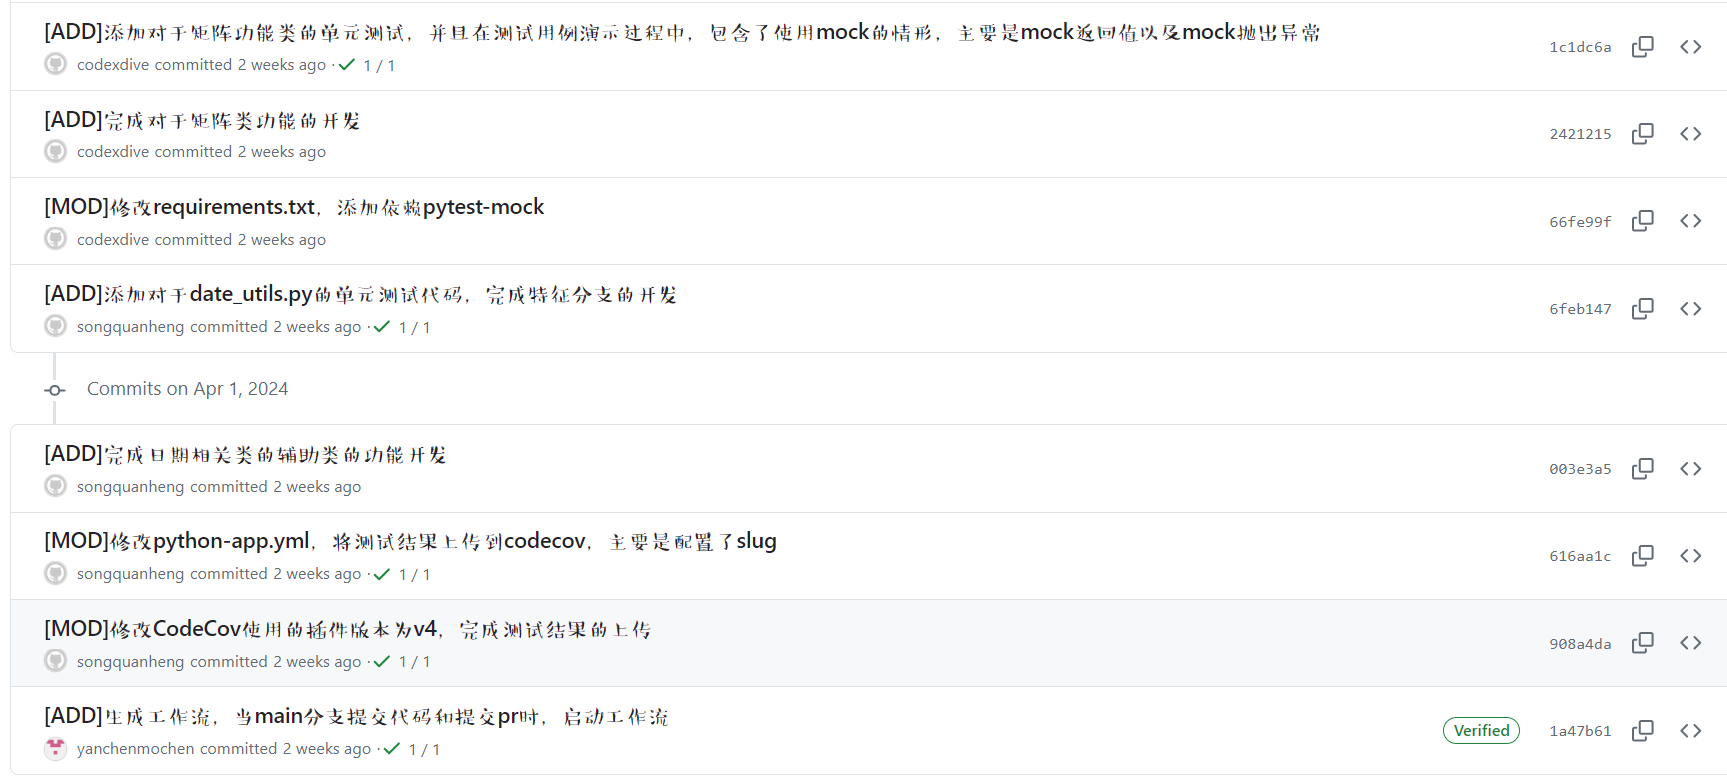 [ADD]添加对于矩阵功能类的单元测试，并且在测试用例演示过程中，包含了使用mock的情形，主要是mock返回值以及mock抛出异常
1c1dc6a
codexdive committed 2 weeks ago · 1 / 1
[ADD]完成对于矩阵类功能的开发
2421215
codexdive committed 2 weeks ago
[MOD]修改requirements.txt，添加依赖pytest-mock
66fe99f
codexdive committed 2 weeks ago
[ADD]添加对于date_utils.py的单元测试代码，完成特征分支的开发
6feb147
songquanheng committed 2 weeks ago · 1 / 1
Commits on Apr 1, 2024
[ADD]完成日期相关类的辅助类的功能开发
003e3a5
songquanheng committed 2 weeks ago
[MOD]修改python-app.yml，将测试结果上传到codecov，主要是配置了slug
616aa1c
songquanheng committed 2 weeks ago · 1 / 1
[MOD]修改CodeCov使用的插件版本为v4，完成测试结果的上传
908a4da
songquanheng committed 2 weeks ago · 1 / 1
[ADD]生成工作流，当main分支提交代码和提交pr时，启动工作流
Verified 1a47b61
yanchenmochen committed 2 weeks ago · 1 / 1